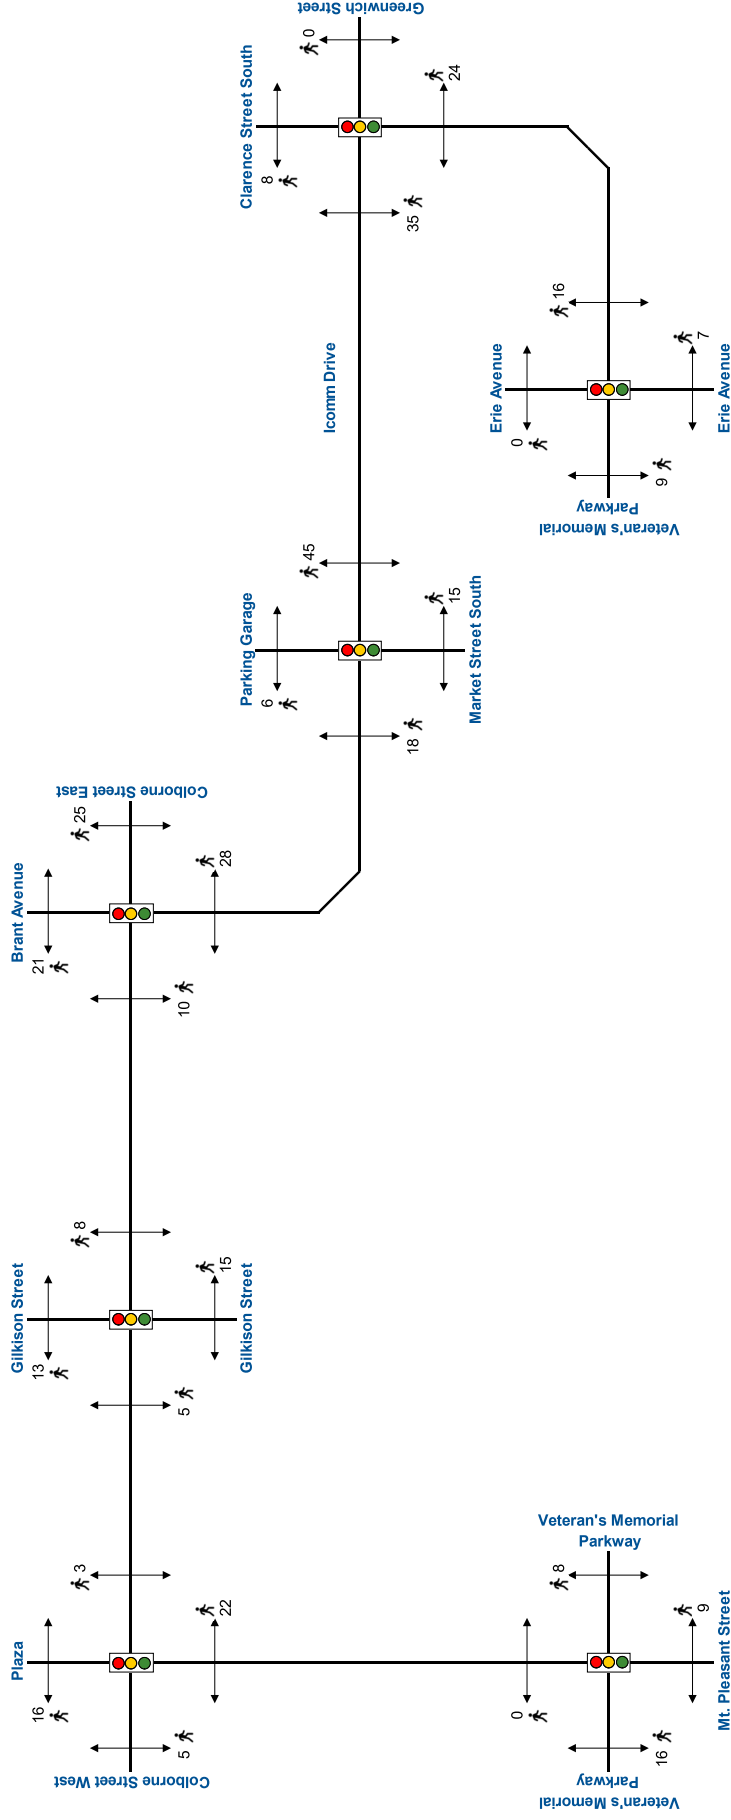 Greenwich Street
0
Clarence Street South
24
8
35
16
Icomm Drive
7
Erie Avenue
Erie Avenue
0
9
Veteran's Memorial
Parkway
45
Parking Garage
15
Market Street South
6
18
Colborne Street East
25
Brant Avenue
28
21
10
8
Gilkison Street
15
Gilkison Street
13
5
Veteran's Memorial
Parkway
3
8
Plaza
22
9
Mt. Pleasant Street
16
0
5
16
Colborne Street West
Veteran's Memorial
Parkway